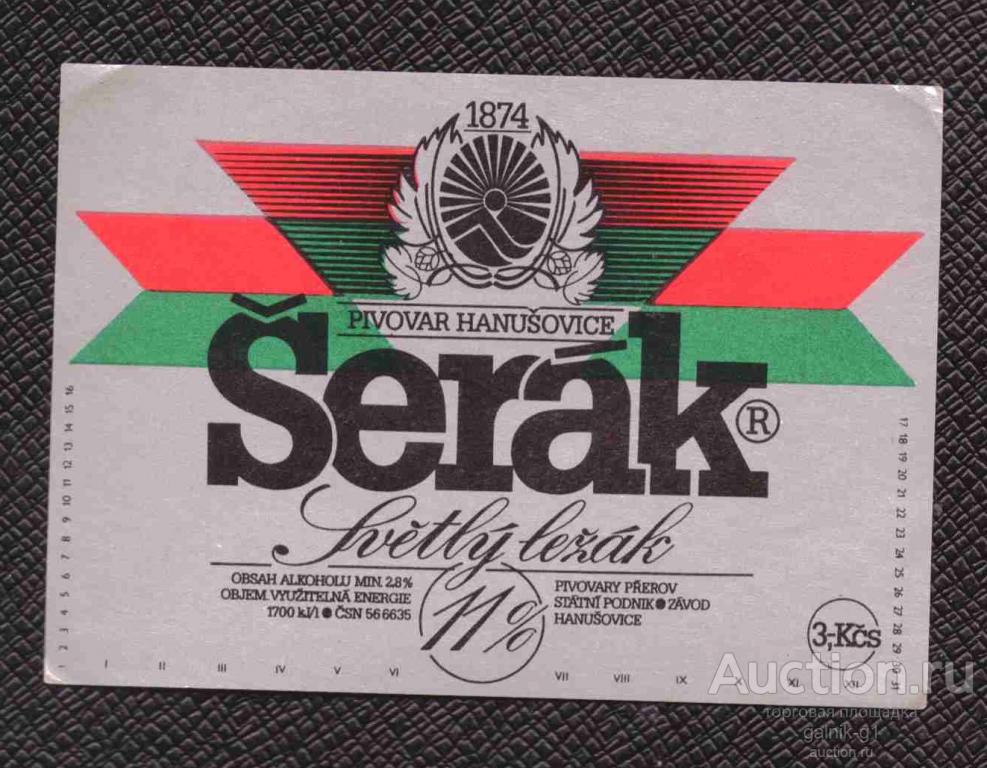 1874
PIVOVAR HANUŠOVICE
Šerák ®
Světlý ležák
OBSAH ALKOHOLU MIN. 2,8%
OBJEM. VYUŽITELNÁ ENERGIE
1700 kJ/l ● ČSN 56 6635
11%
PIVOVARY PŘEROV
STÁTNÍ PODNIK ● ZÁVOD
HANUŠOVICE
3,-Kčs
1 2 3 4 5 6 7 8 9 10 11 12 13 14 15 16
I II III IV V VI VII VIII IX X XI XII
17 18 19 20 21 22 23 24 25 26 27 28 29 30 31
Auction.ru
торговая площадка
galnik-g1
auction.ru